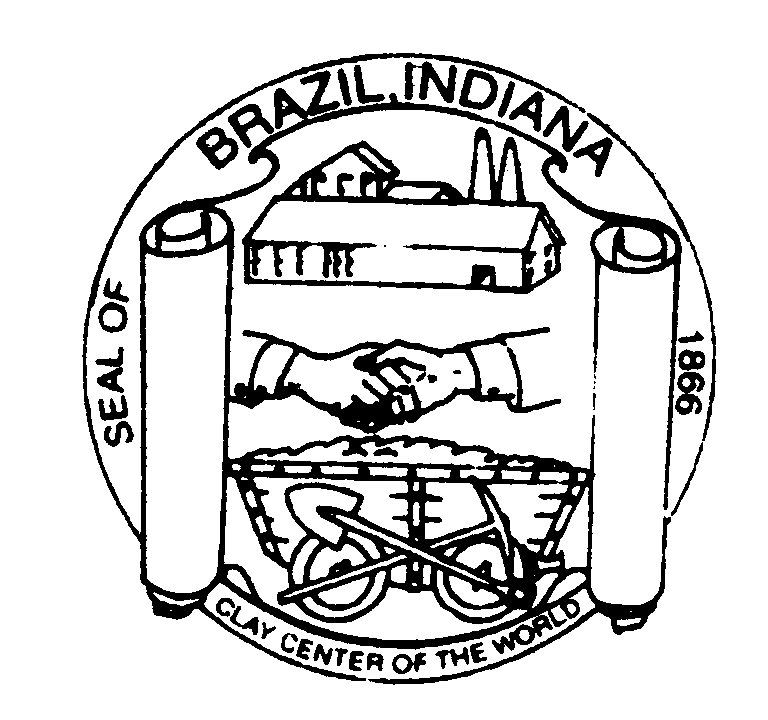 SEAL OF
BRAZIL, INDIANA
1866
CLAY CENTER OF THE WORLD